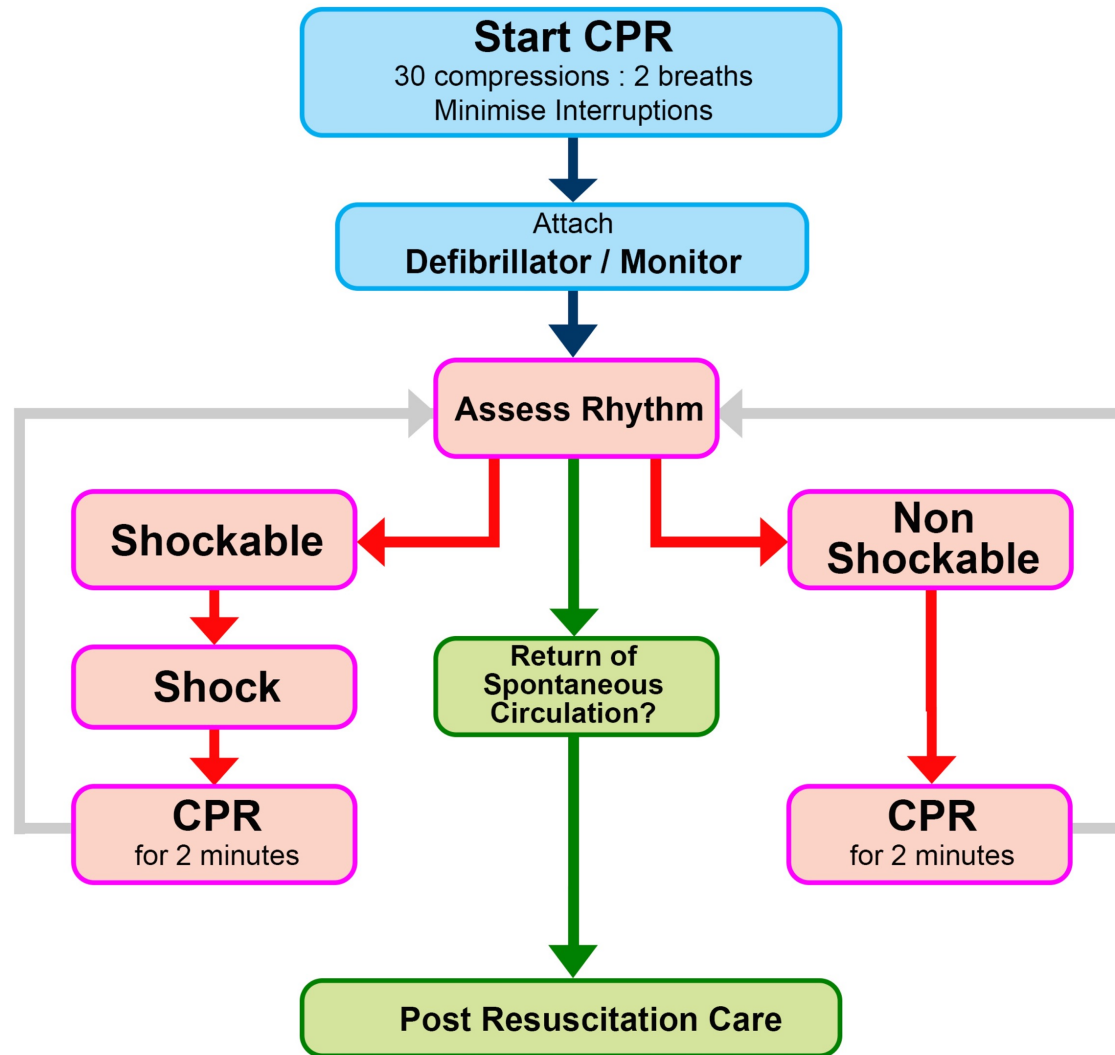 Start CPR
30 compressions : 2 breaths
Minimise Interruptions
Attach
Defibrillator / Monitor
Assess Rhythm
Shockable
Non
Shockable
Shock
Return of
Spontaneous
Circulation?
CPR
for 2 minutes
CPR
for 2 minutes
Post Resuscitation Care